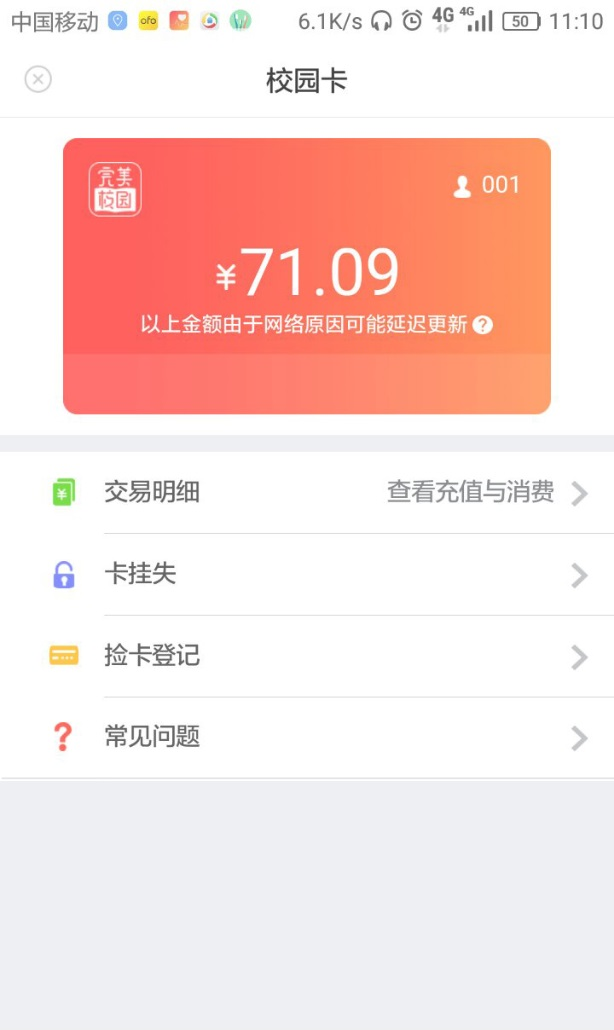 中国移动 ofo 6.1K/s 4G 4G 50 11:10
校园卡
完美
校园
001
¥71.09
以上金额由于网络原因可能延迟更新?
¥ 交易明细 查看充值与消费
卡挂失
捡卡登记
? 常见问题